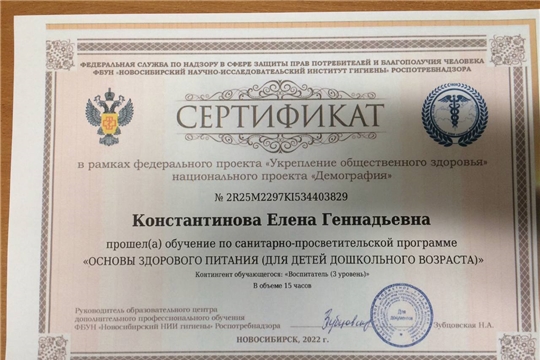 ФЕДЕРАЛЬНАЯ СЛУЖБА ПО НАДЗОРУ В СФЕРЕ ЗАЩИТЫ ПРАВ ПОТРЕБИТЕЛЕЙ И БЛАГОПОЛУЧИЯ ЧЕЛОВЕКА
ФБУН «НОВОСИБИРСКИЙ НАУЧНО-ИССЛЕДОВАТЕЛЬСКИЙ ИНСТИТУТ ГИГИЕНЫ» РОСПОТРЕБНАДЗОРА
СЕРТИФИКАТ
в рамках федерального проекта «Укрепление общественного здоровья»
национального проекта «Демография»
№ 2R25M2297KI534403829
Константинова Елена Геннадьевна
прошел(а) обучение по санитарно-просветительской программе
«ОСНОВЫ ЗДОРОВОГО ПИТАНИЯ (ДЛЯ ДЕТЕЙ ДОШКОЛЬНОГО ВОЗРАСТА)»
Контингент обучающегося: «Воспитатель (3 уровень)»
В объеме 15 часов
Руководитель образовательного центра
дополнительного профессионального обучения
ФБУН «Новосибирский НИИ гигиены» Роспотребнадзора
Зубцовская Н.А.
НОВОСИБИРСК, 2022 г.